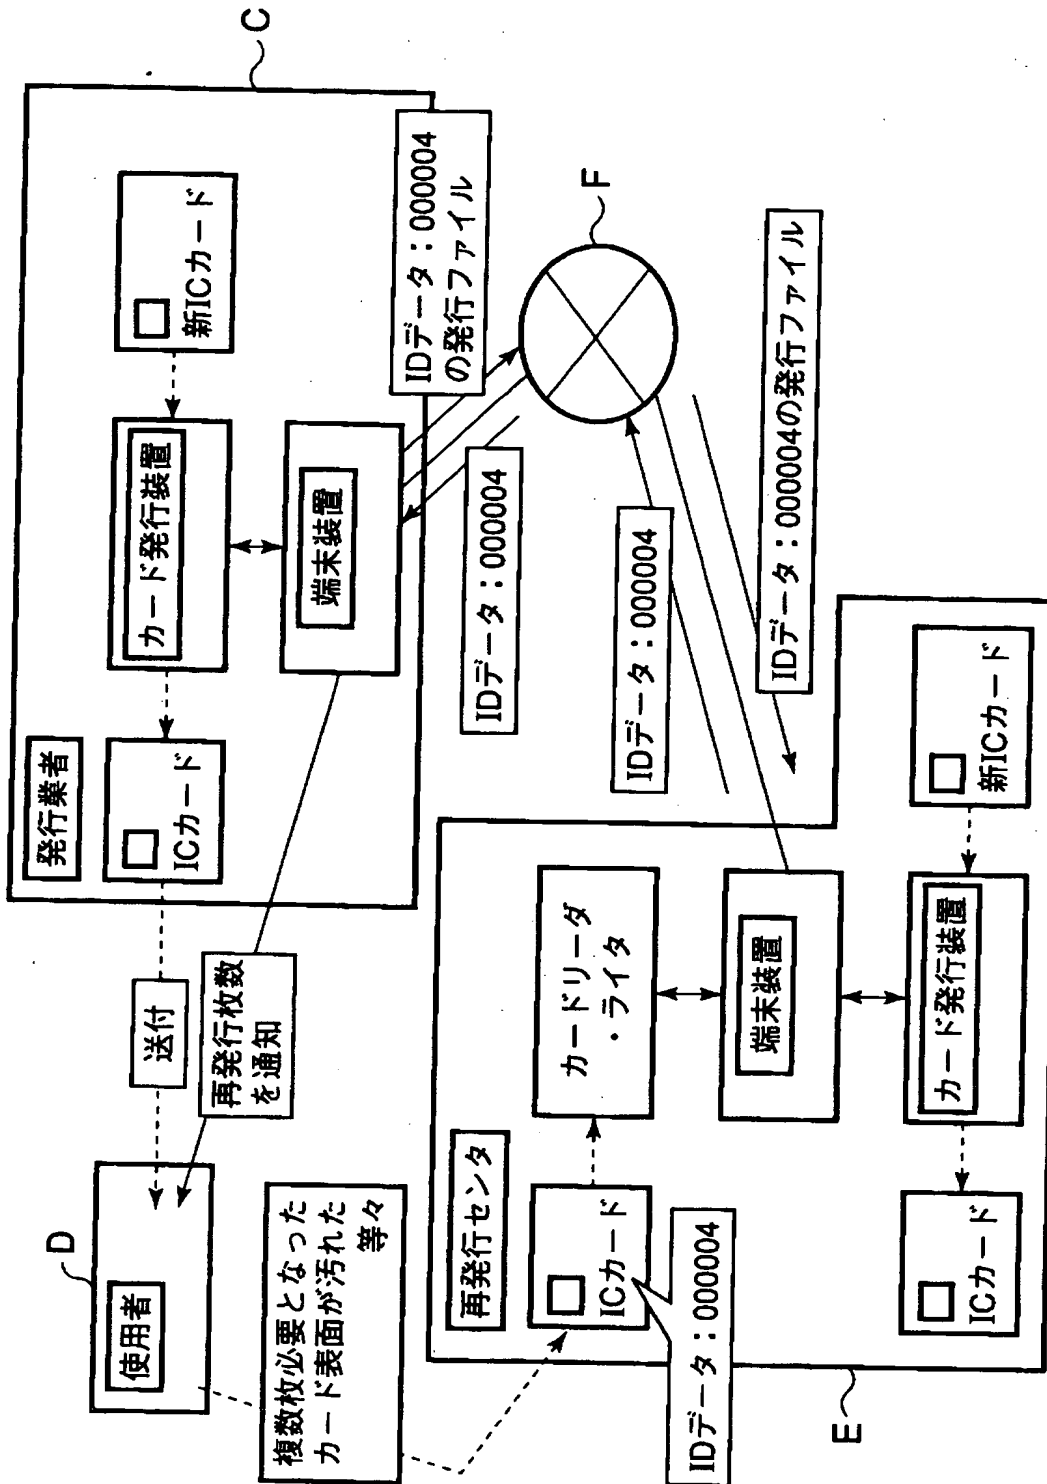 D
使用者
送付
再発行枚数
を通知
発行業者
ICカード
カード発行装置
新ICカード
端末装置
C
IDデータ：000004
の発行ファイル
IDデータ：000004
F
複数枚必要となった
カード表面が汚れた
等々
再発行センタ
ICカード
IDデータ：000004
カードリーダ
・ライタ
端末装置
IDデータ：000004
IDデータ：000004の発行ファイル
ICカード
カード発行装置
新ICカード
E